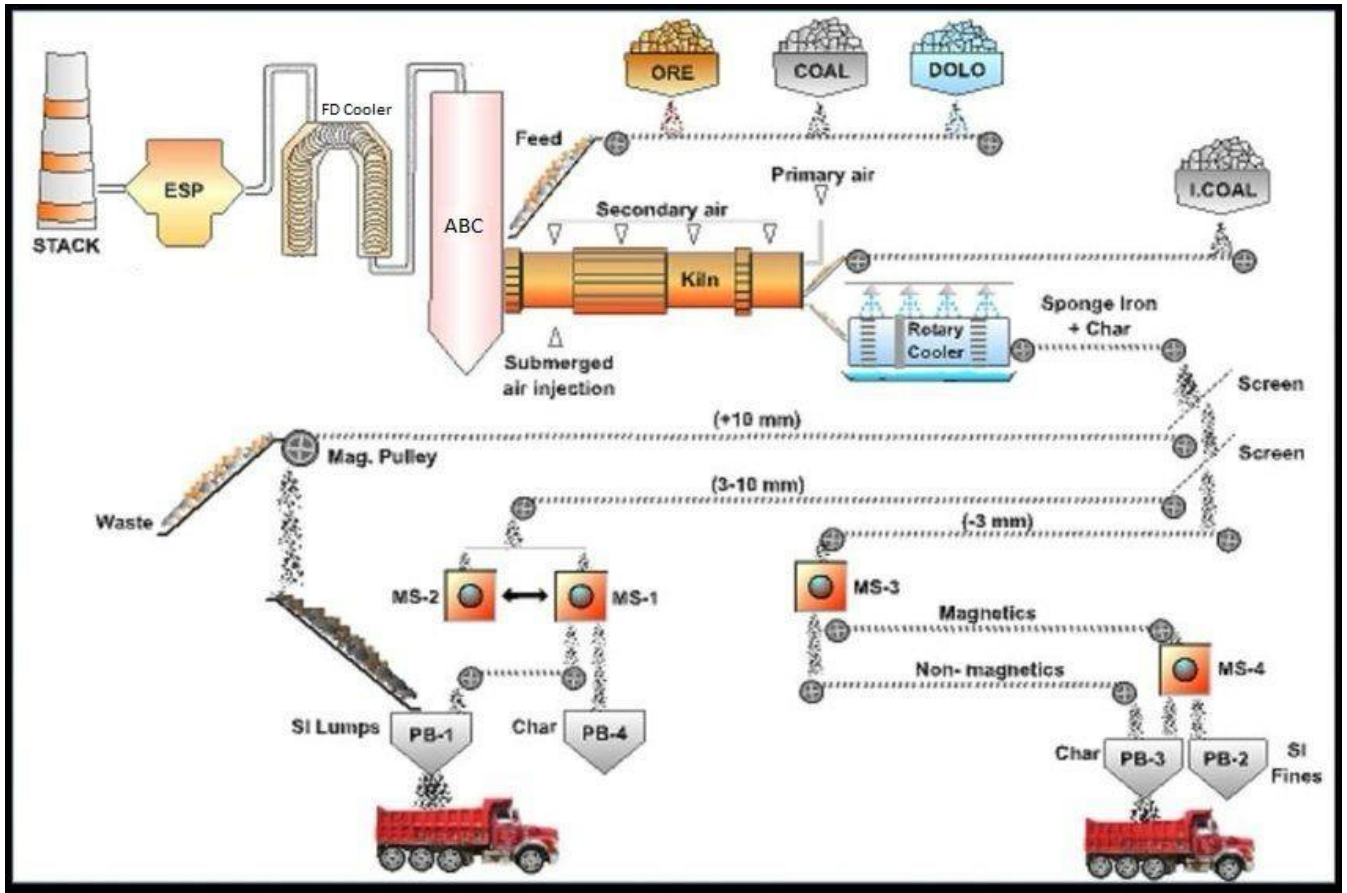 ORE
COAL
DOLO
FD Cooler
Feed
Primary air
I.COAL
ESP
Secondary air
ABC
STACK
Kiln
Sponge Iron
+ Char
Rotary
Cooler
Submerged
air injection
Screen
(+10 mm)
Mag. Pulley
Screen
(3-10 mm)
Waste
(-3 mm)
MS-2
MS-1
MS-3
Magnetics
Non- magnetics
MS-4
SI Lumps
PB-1
Char
PB-4
Char
PB-3
PB-2
SI
Fines